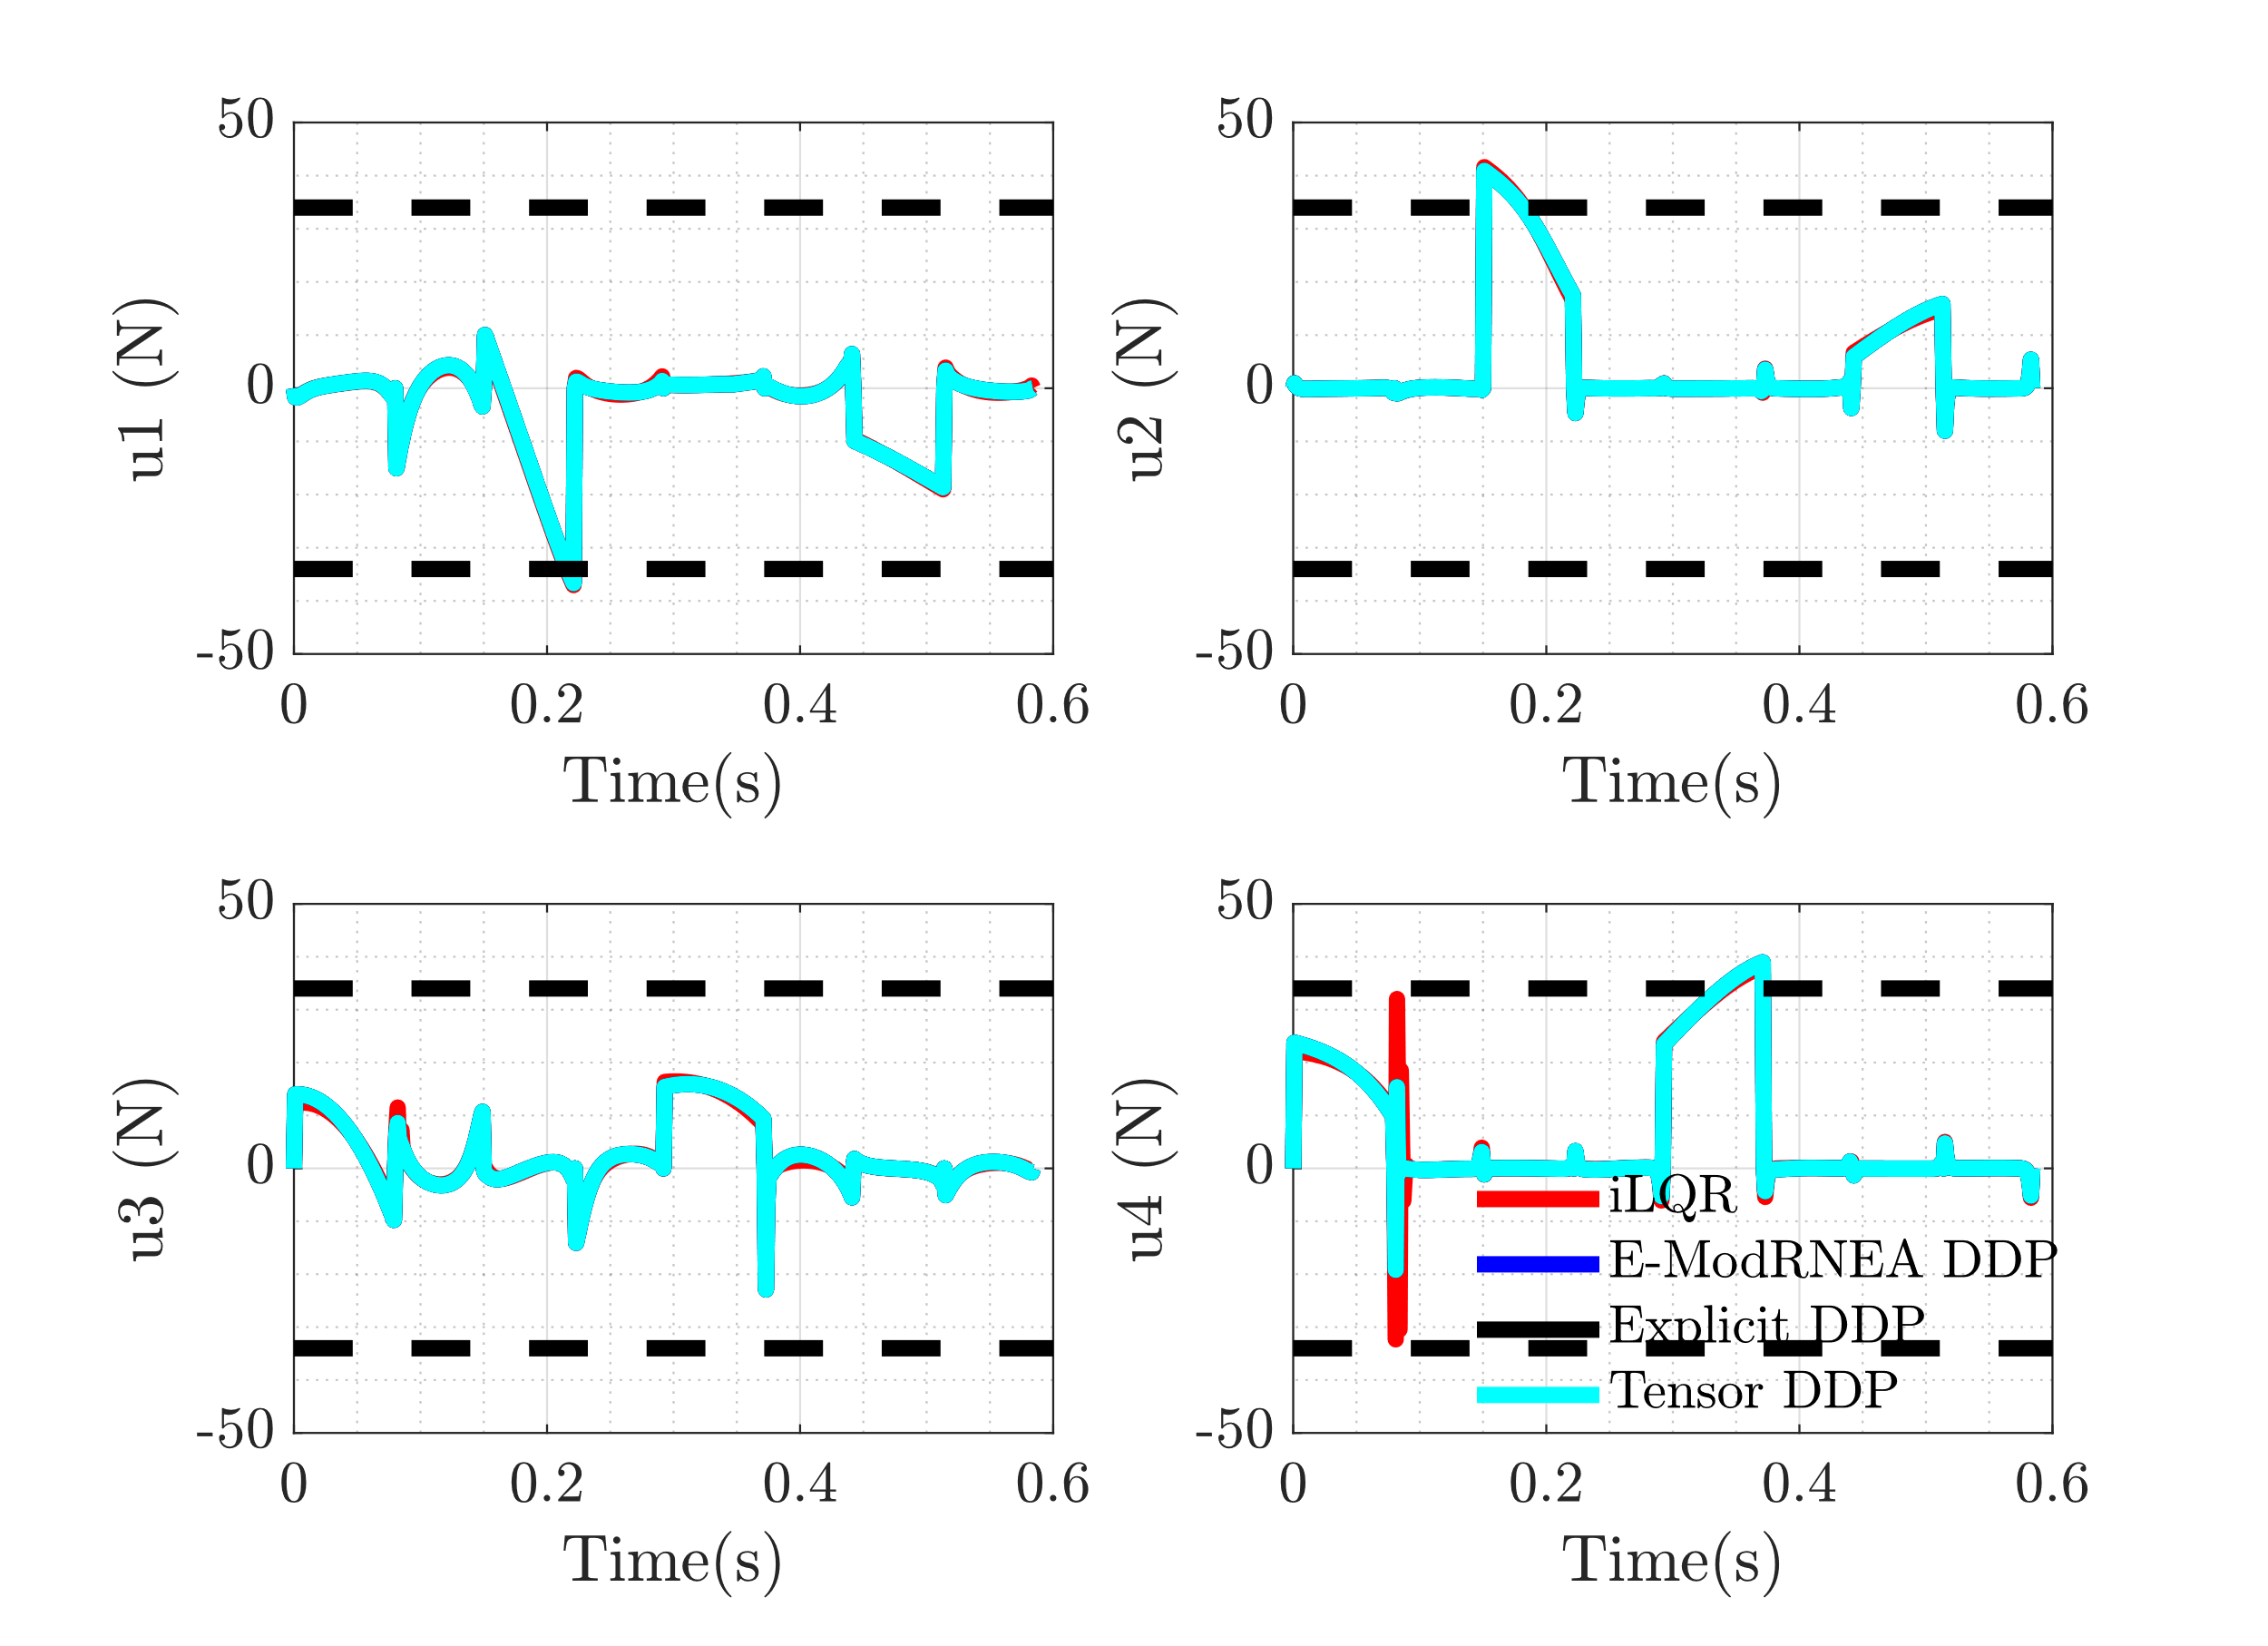 50
0
-50
u1 (N)
0 0.2 0.4 0.6
Time(s)
50
0
-50
u2 (N)
0 0.2 0.4 0.6
Time(s)
50
0
-50
u3 (N)
0 0.2 0.4 0.6
Time(s)
50
0
-50
u4 (N)
iLQR
E-ModRNEA DDP
Explicit DDP
Tensor DDP
0 0.2 0.4 0.6
Time(s)